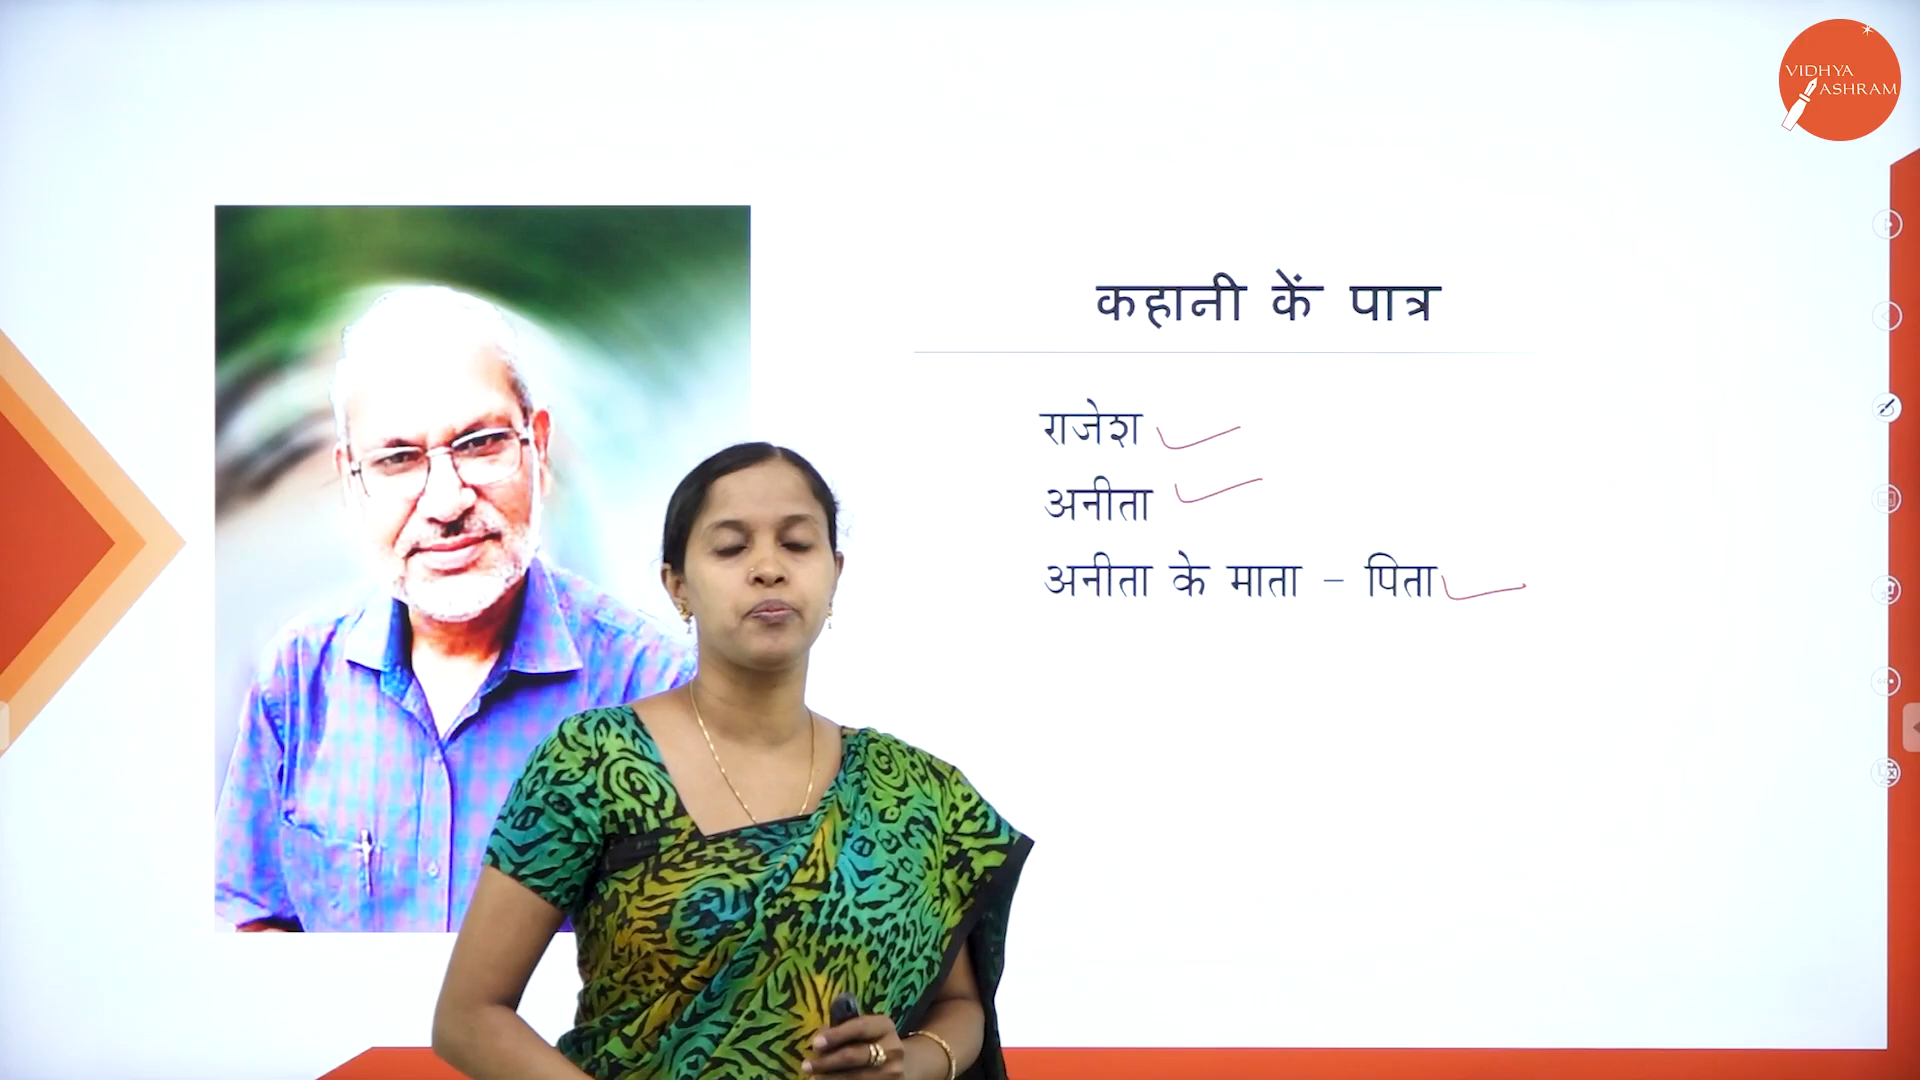 VIDHYA
ASHRAM
कहानी कें पात्र
राजेश
अनीता
अनीता के माता - पिता